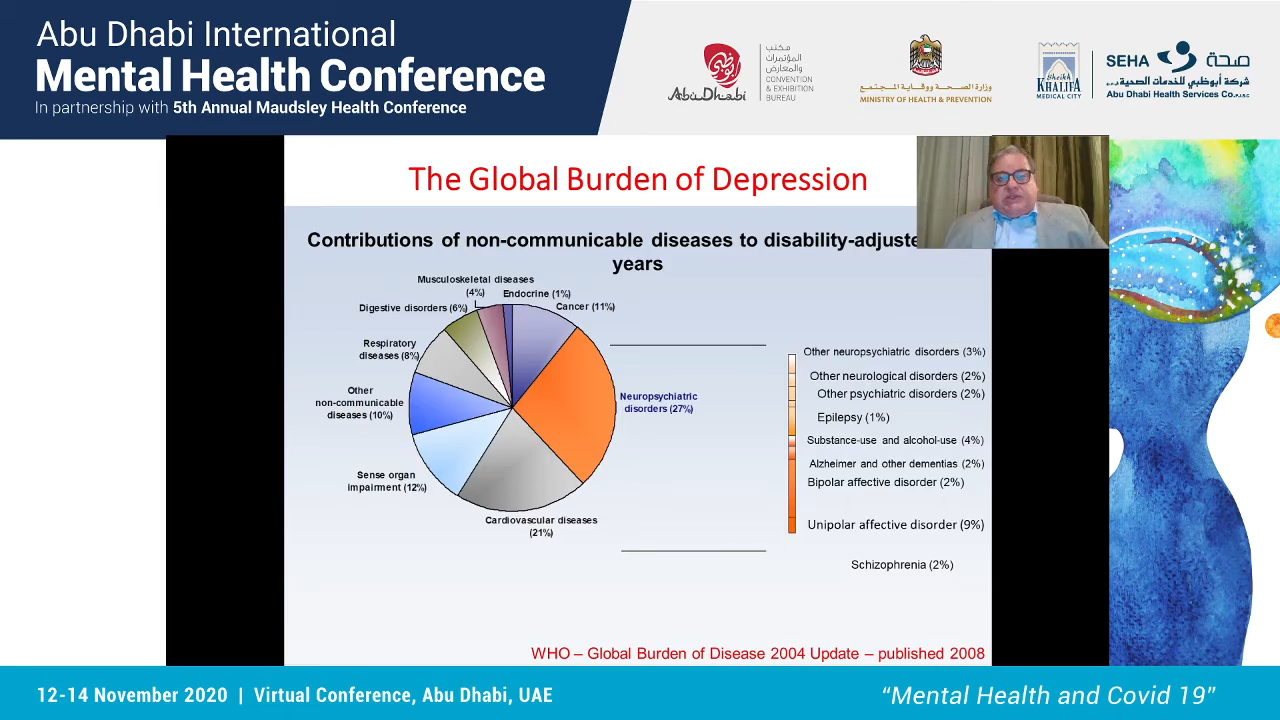 Abu Dhabi International
Mental Health Conference
In partnership with 5th Annual Maudsley Health Conference
AbuDhabi
أبوظبي
مكتب
المؤتمرات
والمعارض
CONVENTION
& EXHIBITION
BUREAU
وزارة الصحة ووقاية المجتمع
MINISTRY OF HEALTH & PREVENTION
Sheikh
KHALIFA
MEDICAL CITY
SEHA
صحة
شركة أبوظبي للخدمات الصحية ش.م.ع
Abu Dhabi Health Services Co. PJSC
The Global Burden of Depression
Contributions of non-communicable diseases to disability-adjuste
years
Musculoskeletal diseases
(4%)
Endocrine (1%)
Cancer (11%)
Digestive disorders (6%)
Respiratory
diseases (8%)
Other
non-communicable
diseases (10%)
Sense organ
impairment (12%)
Cardiovascular diseases
(21%)
Neuropsychiatric
disorders (27%)
Other neuropsychiatric disorders (3%)
Other neurological disorders (2%)
Other psychiatric disorders (2%)
Epilepsy (1%)
Substance-use and alcohol-use (4%)
Alzheimer and other dementias (2%)
Bipolar affective disorder (2%)
Unipolar affective disorder (9%)
Schizophrenia (2%)
WHO – Global Burden of Disease 2004 Update – published 2008
12-14 November 2020 | Virtual Conference, Abu Dhabi, UAE
“Mental Health and Covid 19”